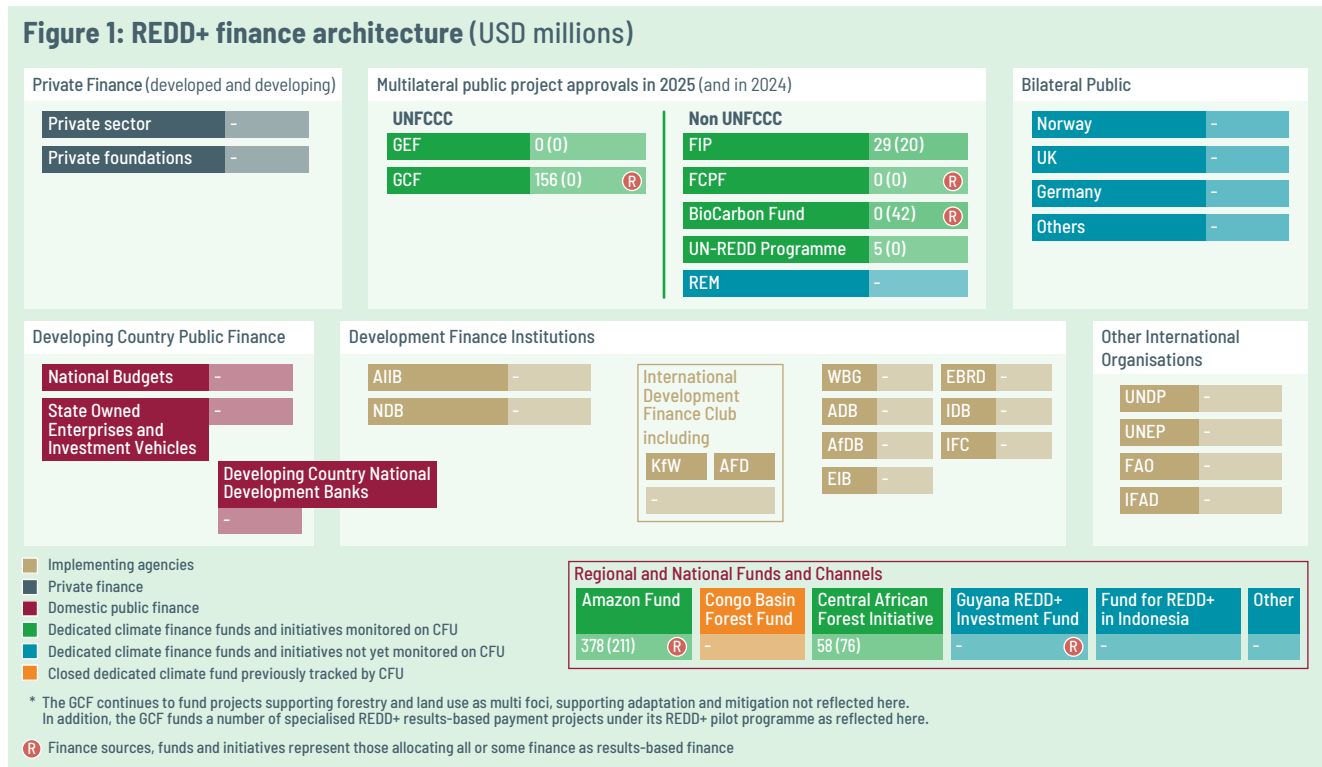 Figure 1: REDD+ finance architecture (USD millions)
Private Finance (developed and developing)
Private sector -
Private foundations -
Multilateral public project approvals in 2025 (and in 2024)
UNFCCC
GEF 0 (0)
GCF 156 (0) R
Non UNFCCC
FIP 29 (20)
FCPF 0 (0) R
BioCarbon Fund 0 (42) R
UN-REDD Programme 5 (0)
REM -
Bilateral Public
Norway -
UK -
Germany -
Others -
Developing Country Public Finance
National Budgets -
State Owned -
Enterprises and
Investment Vehicles
Developing Country National
Development Banks
-
Development Finance Institutions
AIIB -
NDB -
International
Development
Finance Club
including
KfW AFD
-
WBG - EBRD -
ADB - IDB -
AfDB - IFC -
EIB -
Other International
Organisations
UNDP -
UNEP -
FAO -
IFAD -
Implementing agencies
Private finance
Domestic public finance
Dedicated climate finance funds and initiatives monitored on CFU
Dedicated climate finance funds and initiatives not yet monitored on CFU
Closed dedicated climate fund previously tracked by CFU
Regional and National Funds and Channels
Amazon Fund
378 (211) R
Congo Basin
Forest Fund
-
Central African
Forest Initiative
58 (76)
Guyana REDD+
Investment Fund
- R
Fund for REDD+
in Indonesia
-
Other
-
* The GCF continues to fund projects supporting forestry and land use as multi foci, supporting adaptation and mitigation not reflected here.
In addition, the GCF funds a number of specialised REDD+ results-based payment projects under its REDD+ pilot programme as reflected here.
R Finance sources, funds and initiatives represent those allocating all or some finance as results-based finance